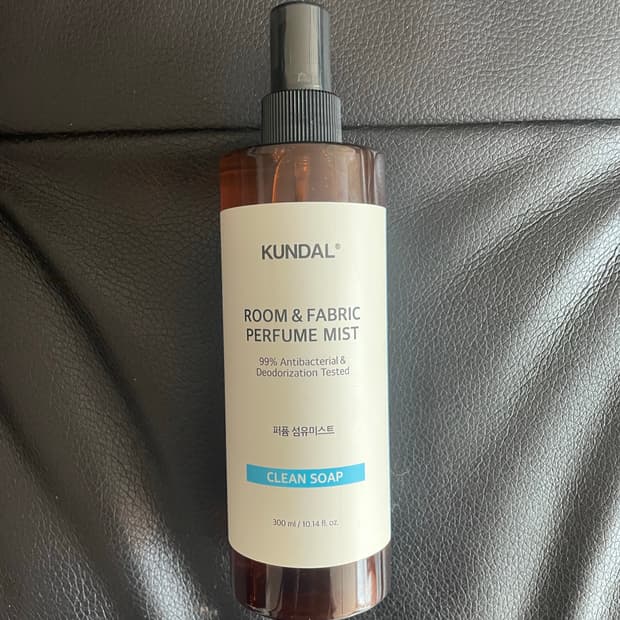 KUNDAL®
ROOM & FABRIC
PERFUME MIST
99% Antibacterial &
Deodorization Tested
퍼퓸 섬유미스트
CLEAN SOAP
300 ml / 10.14 fl. oz.